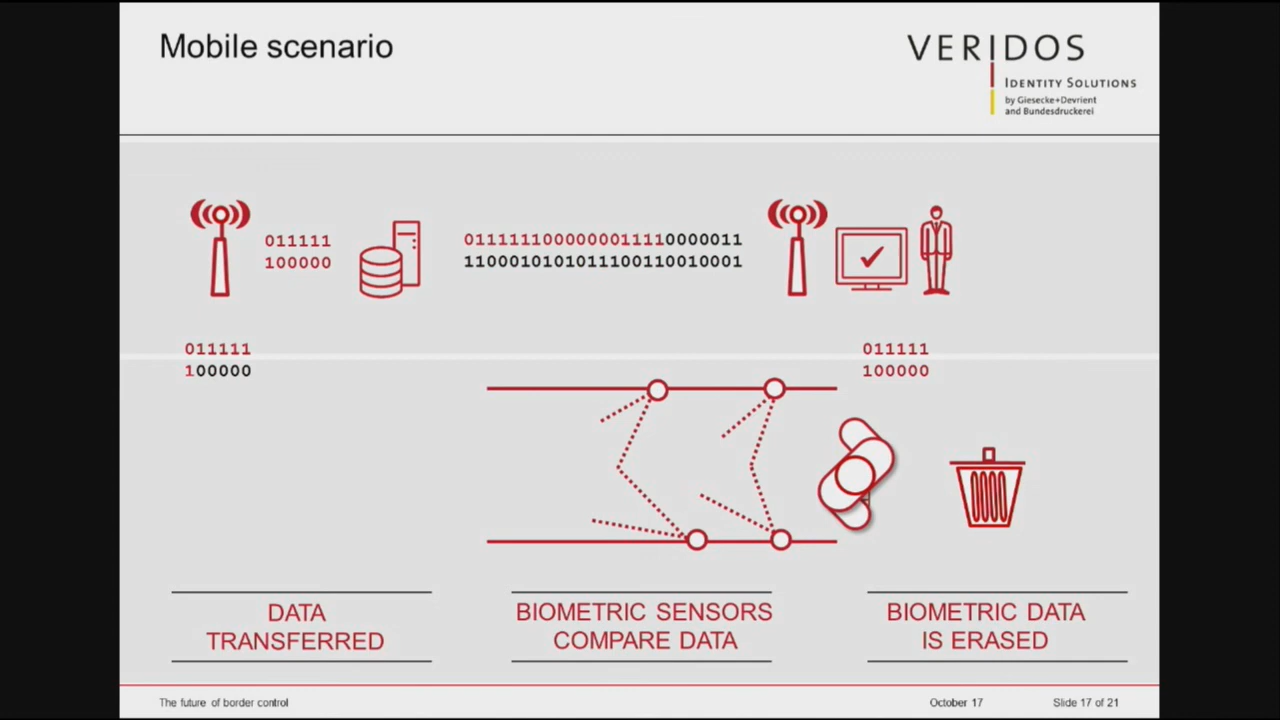 Mobile scenario
VERIDOS
IDENTITY SOLUTIONS
by Giesecke+Devrient
and Bundesdruckerei
011111
100000
0111111000000011110000011
1100010101011100110010001
011111
100000
011111
100000
DATA
TRANSFERRED
BIOMETRIC SENSORS
COMPARE DATA
BIOMETRIC DATA
IS ERASED
The future of border control
October 17
Slide 17 of 21